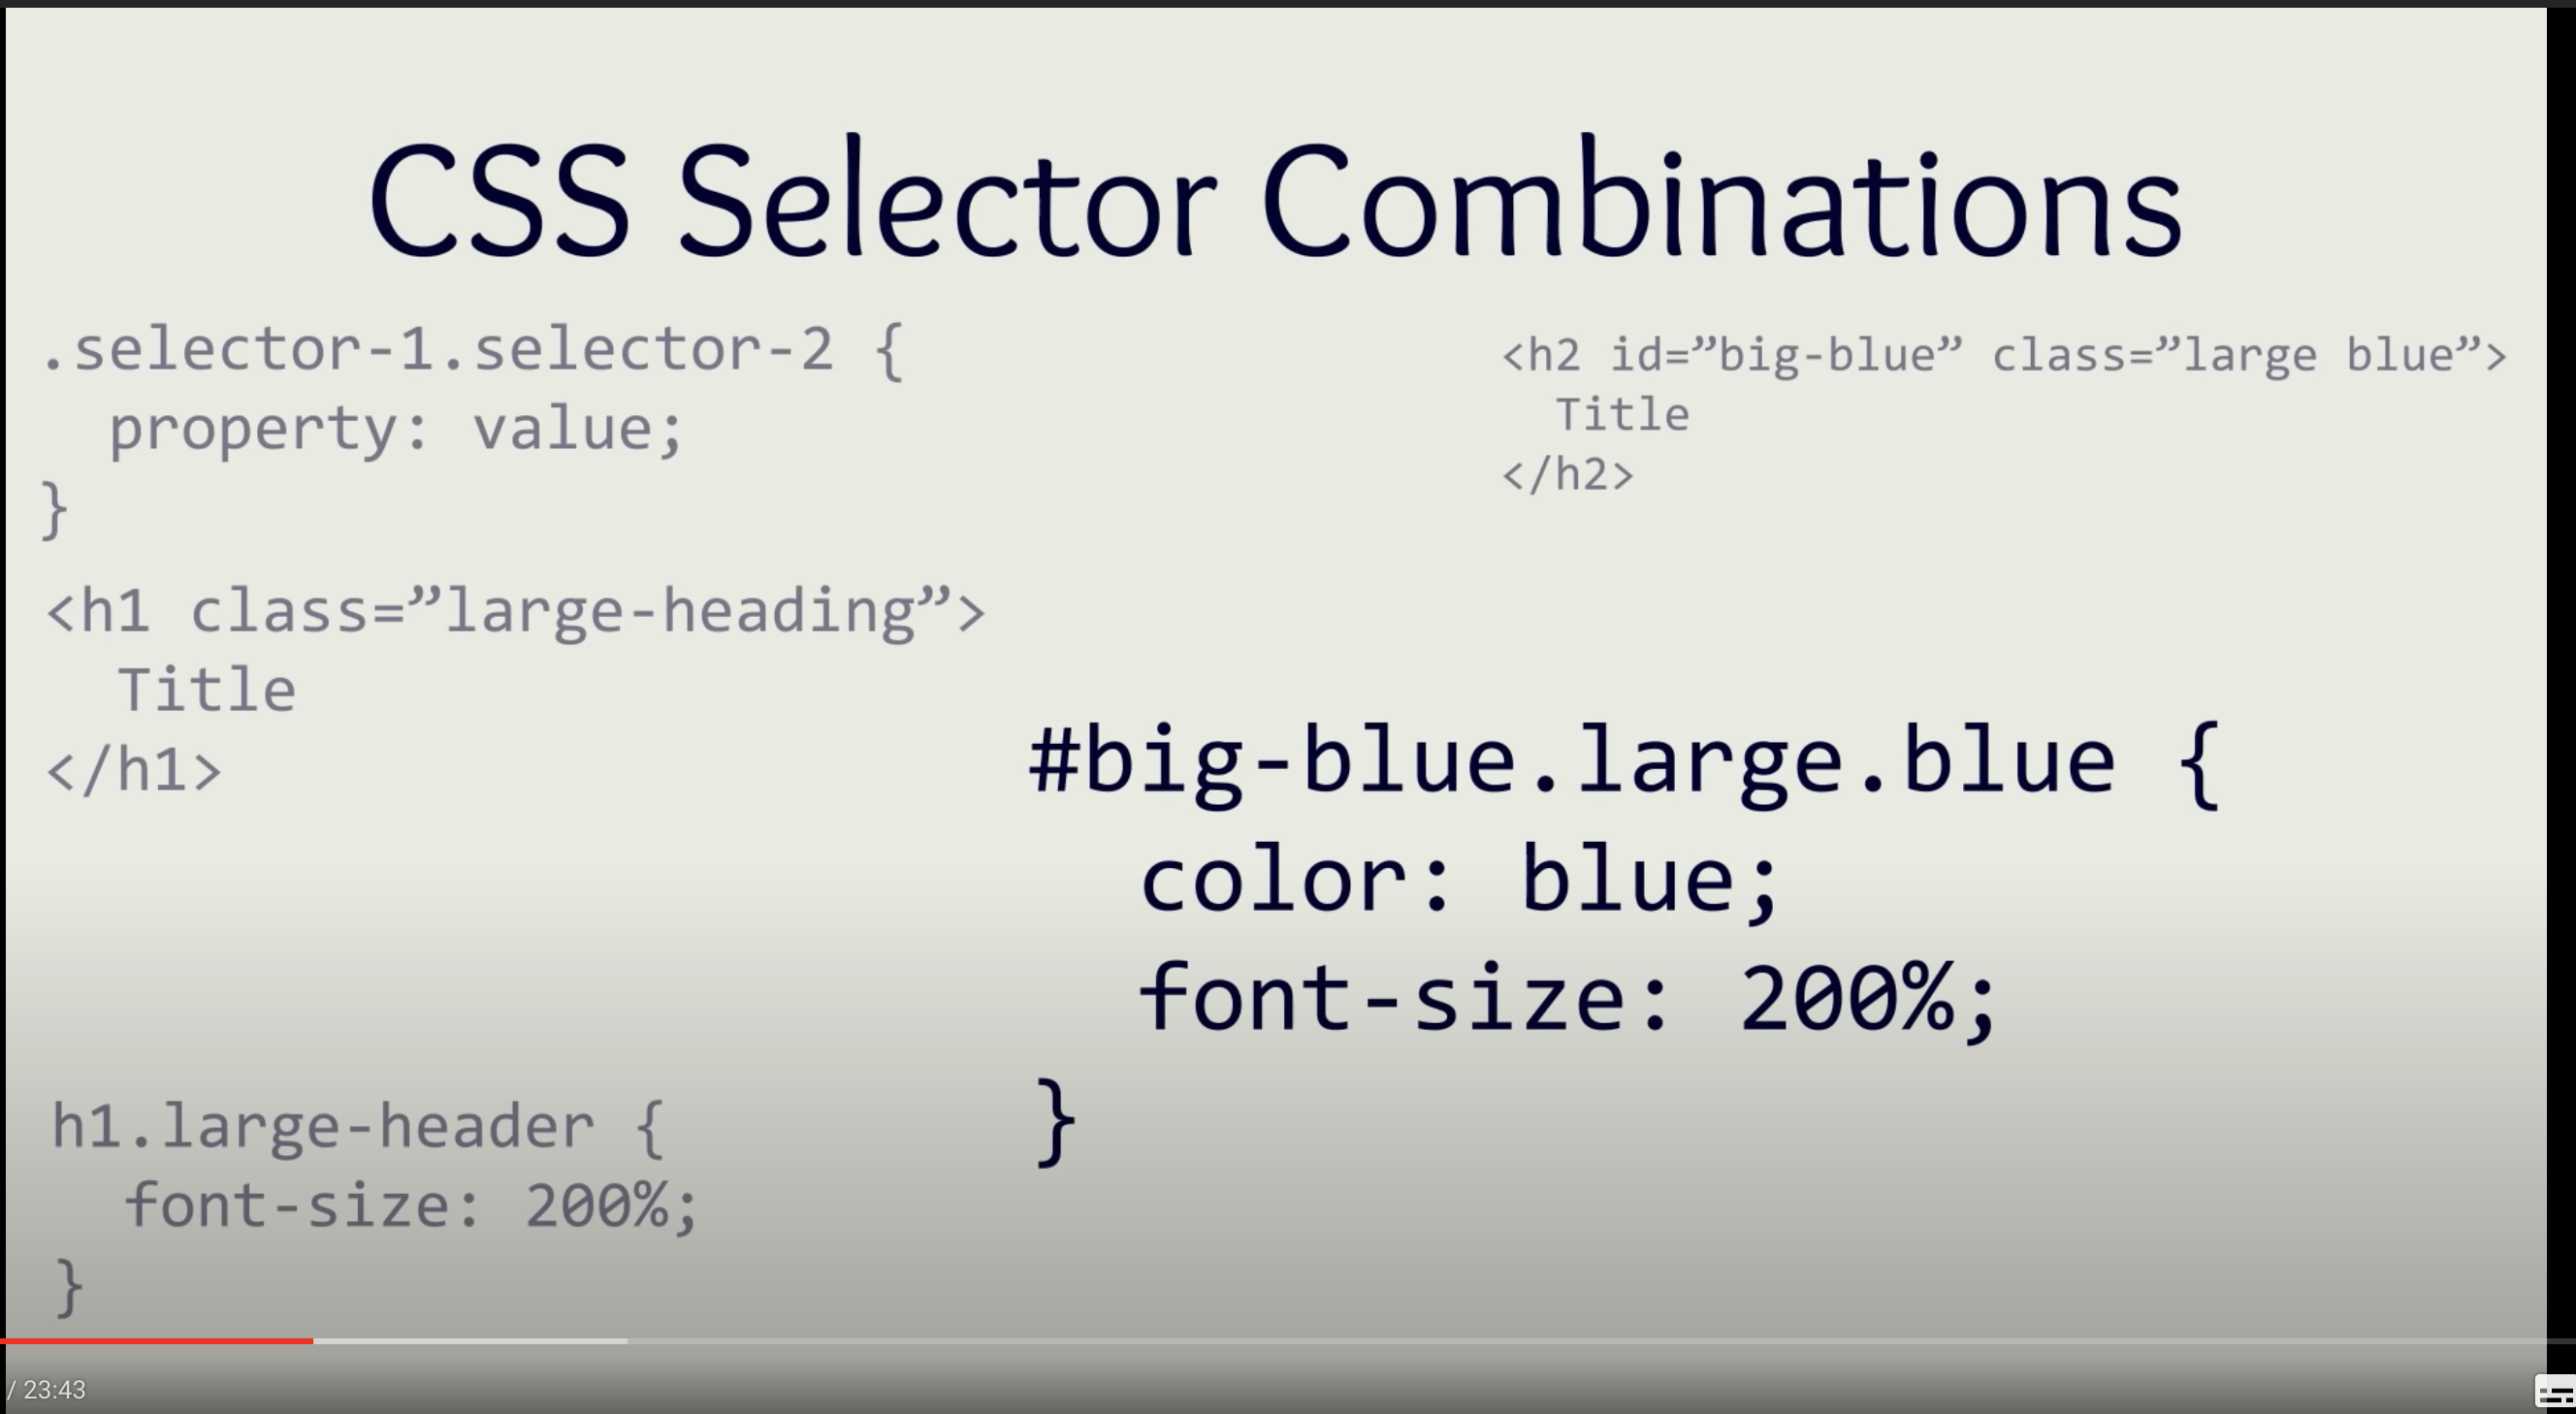 CSS Selector Combinations
.selector-1.selector-2 {
property: value;
}
<h1 class=”large-heading”>
Title
</h1>
h1.large-header {
font-size: 200%;
}
<h2 id=”big-blue” class=”large blue”>
Title
</h2>
#big-blue.large.blue {
color: blue;
font-size: 200%;
}
/ 23:43